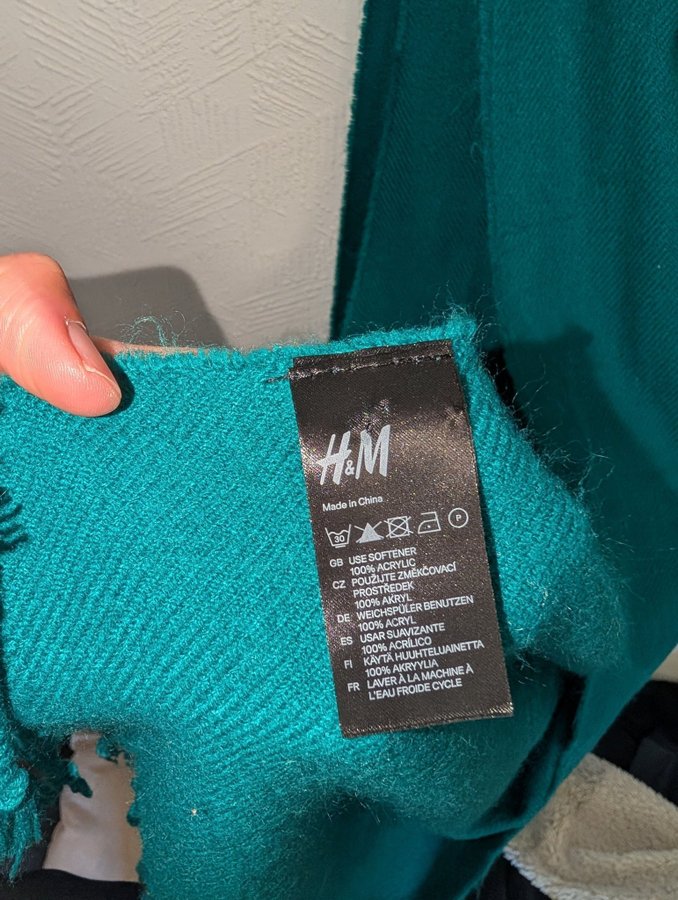 H&M
Made in China
30 P
GB USE SOFTENER
100% ACRYLIC
CZ POUŽIJTE ZMĚKČOVACÍ
PROSTŘEDEK
100% AKRYL
DE WEICHSPÜLER BENUTZEN
100% ACRYL
ES USAR SUAVIZANTE
100% ACRÍLICO
FI KÄYTÄ HUUHTELUAINETTA
100% AKRYYLIA
FR LAVER À LA MACHINE À
L'EAU FROIDE CYCLE